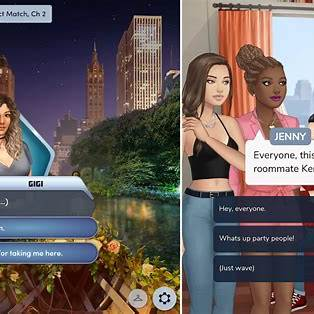 ct Match, Ch 2
GIGI
...)
n.
for taking me here.
JENNY
Everyone, this
roommate Ke
Hey, everyone.
Whats up party people!
(Just wave)